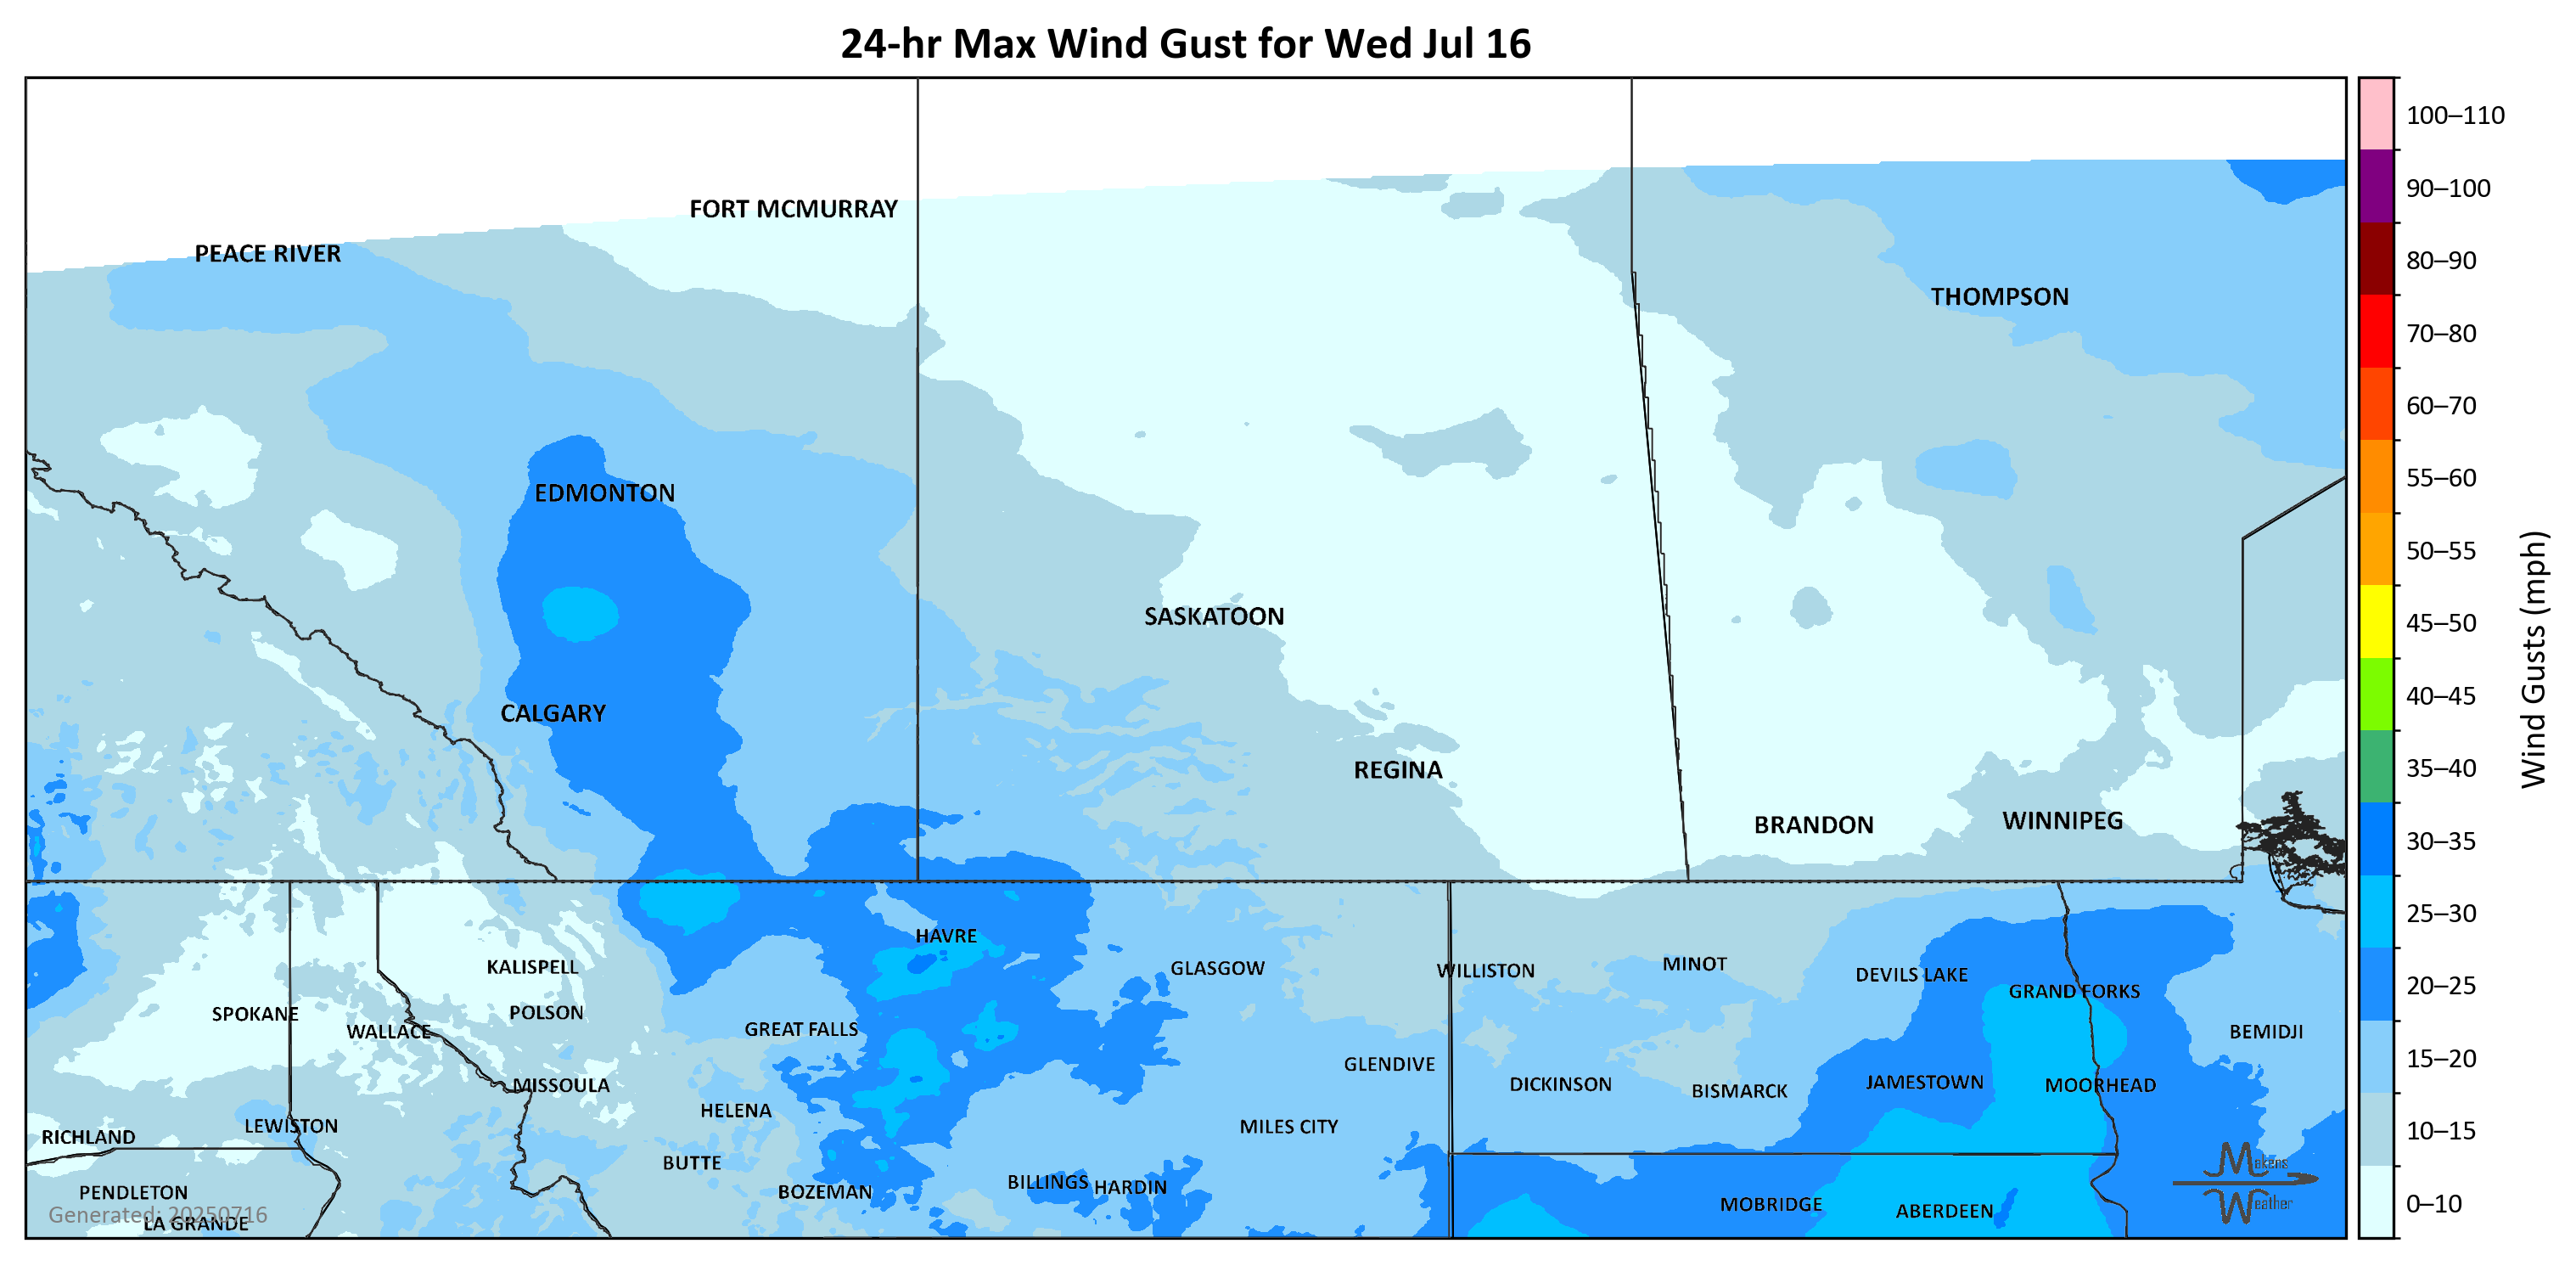 24-hr Max Wind Gust for Wed Jul 16
100–110
90–100
FORT MCMURRAY
PEACE RIVER
80–90
THOMPSON
70–80
60–70
55–60
EDMONTON
50–55
SASKATOON
45–50
40–45
CALGARY
Wind Gusts (mph)
REGINA
35–40
BRANDON
WINNIPEG
30–35
25–30
HAVRE
KALISPELL
GLASGOW
WILLISTON
MINOT
DEVILS LAKE
20–25
GRAND FORKS
SPOKANE
POLSON
WALLACE
GREAT FALLS
BEMIDJI
15–20
GLENDIVE
MISSOULA
DICKINSON
BISMARCK
JAMESTOWN
MOORHEAD
HELENA
LEWISTON
MILES CITY
RICHLAND
10–15
BUTTE
Makens
Weather
PENDLETON
BOZEMAN
BILLINGS
HARDIN
MOBRIDGE
ABERDEEN
0–10
Generated: 20250716
LA GRANDE